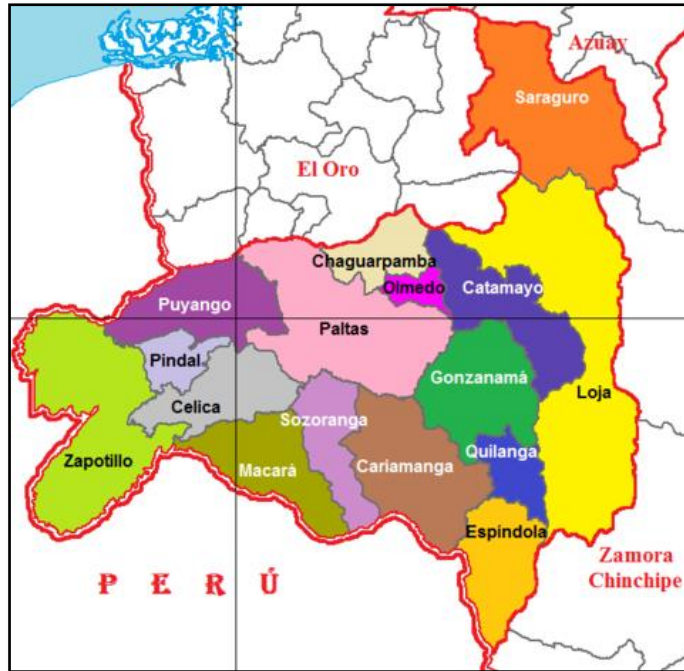 Azuay
Saraguro
El Oro
Chaguarpamba
Olmedo
Catamayo
Puyango
Paltas
Pindal
Gonzanamá
Celica
Loja
Sozoranga
Quilanga
Zapotillo
Macará
Cariamanga
Espíndola
Zamora
Chinchipe
PERÚ